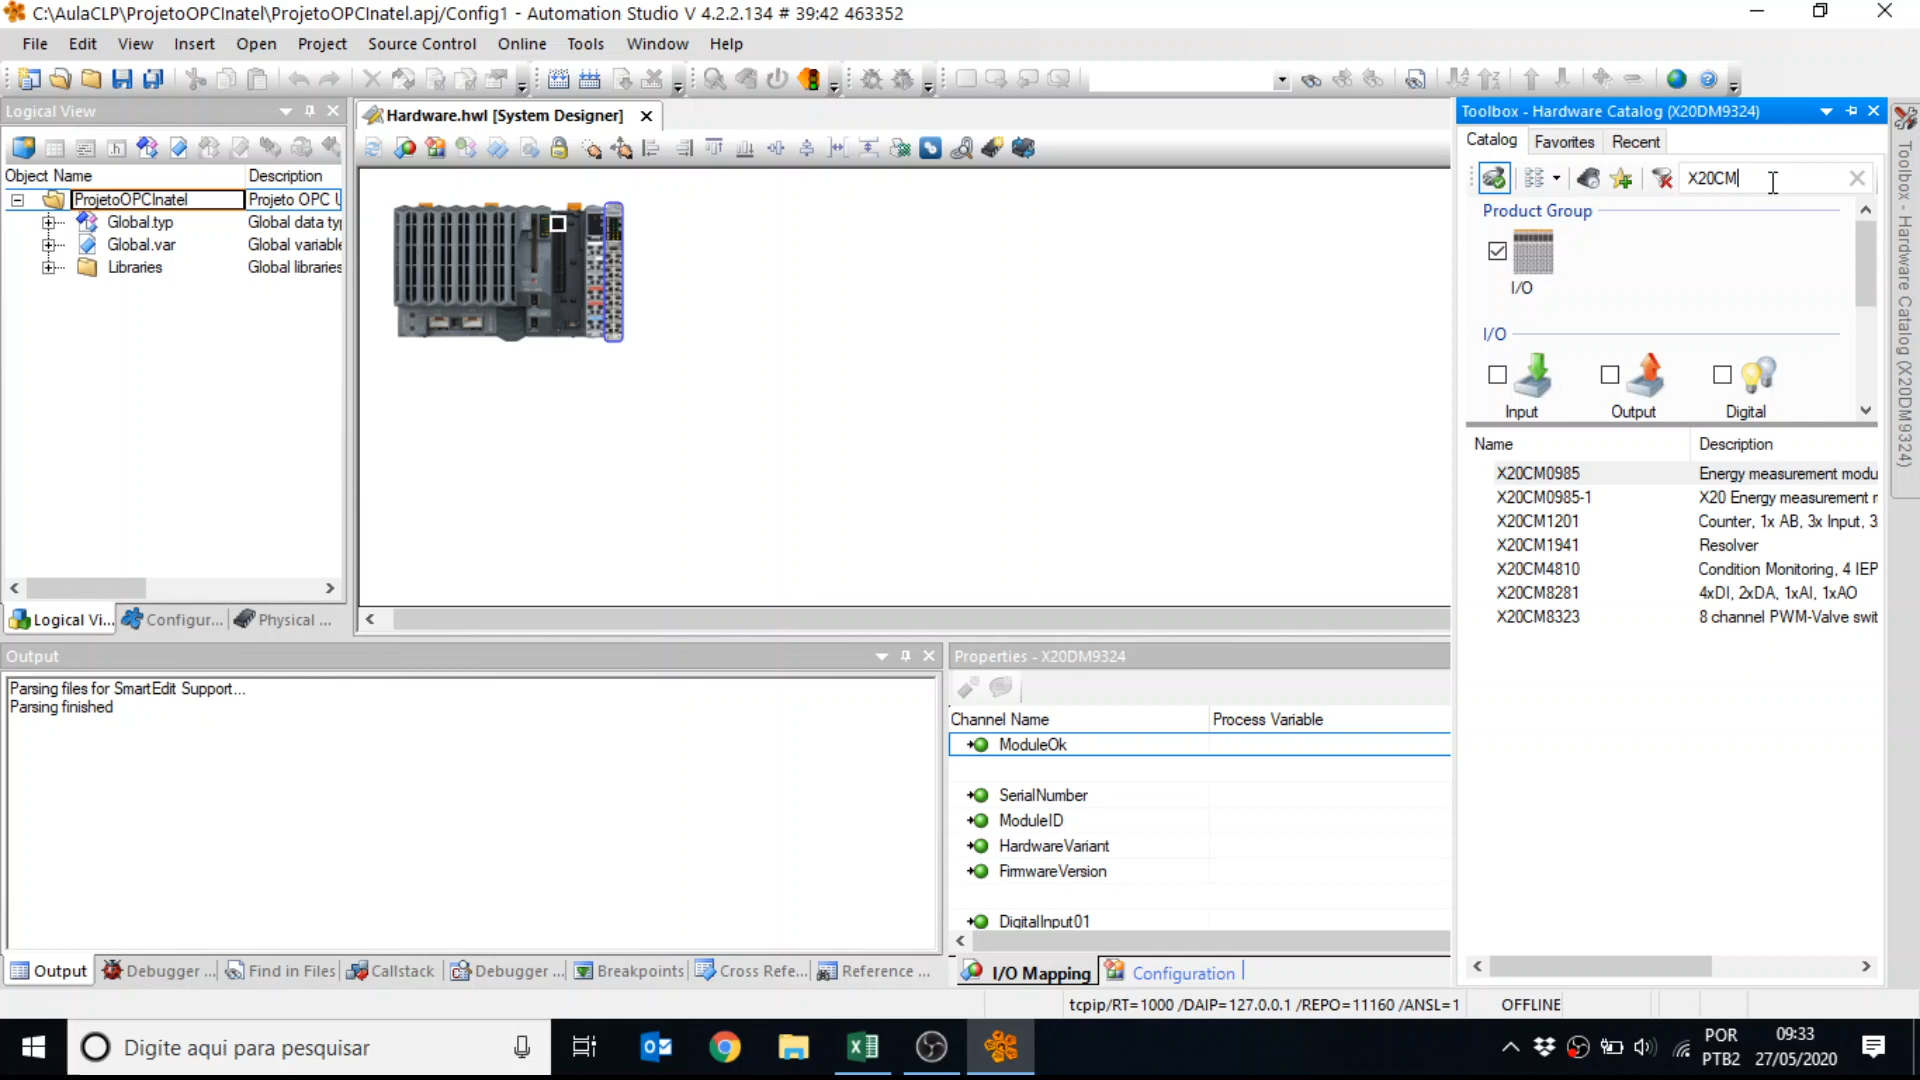 C:\AulaCLP\ProjetoOPCInatel\ProjetoOPCInatel.apj/Config1 - Automation Studio V 4.2.2.134 # 39:42 463352
File Edit View Insert Open Project Source Control Online Tools Window Help
Logical View
Object Name Description
ProjetoOPCInatel Projeto OPC U
Global.typ Global data typ
Global.var Global variable
Libraries Global libraries
Logical Vi... Configur... Physical ...
Hardware.hwl [System Designer]
Toolbox - Hardware Catalog (X20DM9324)
Catalog Favorites Recent
X20CM
Product Group
I/O
I/O
Input Output Digital
Name Description
X20CM0985 Energy measurement modu
X20CM0985-1 X20 Energy measurement r
X20CM1201 Counter, 1x AB, 3x Input, 3
X20CM1941 Resolver
X20CM4810 Condition Monitoring, 4 IEP
X20CM8281 4xDI, 2xDA, 1xAI, 1xAO
X20CM8323 8 channel PWM-Valve swit
Toolbox - Hardware Catalog (X20DM9324)
Output
Parsing files for SmartEdit Support...
Parsing finished
Output Debugger ... Find in Files Callstack Debugger ... Breakpoints Cross Refe... Reference ...
Properties - X20DM9324
Channel Name Process Variable
ModuleOk
SerialNumber
ModuleID
HardwareVariant
FirmwareVersion
DigitalInput01
I/O Mapping Configuration
tcpip/RT=1000 /DAIP=127.0.0.1 /REPO=11160 /ANSL=1 OFFLINE
Digite aqui para pesquisar
POR 09:33
PTB2 27/05/2020